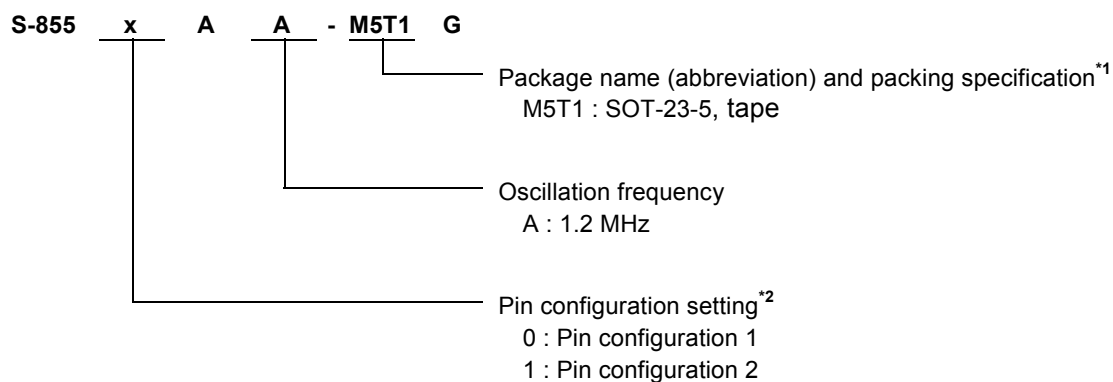 S-855 x A A - M5T1 G
Package name (abbreviation) and packing specification*1
M5T1 : SOT-23-5, tape
Oscillation frequency
A : 1.2 MHz
Pin configuration setting*2
0 : Pin configuration 1
1 : Pin configuration 2